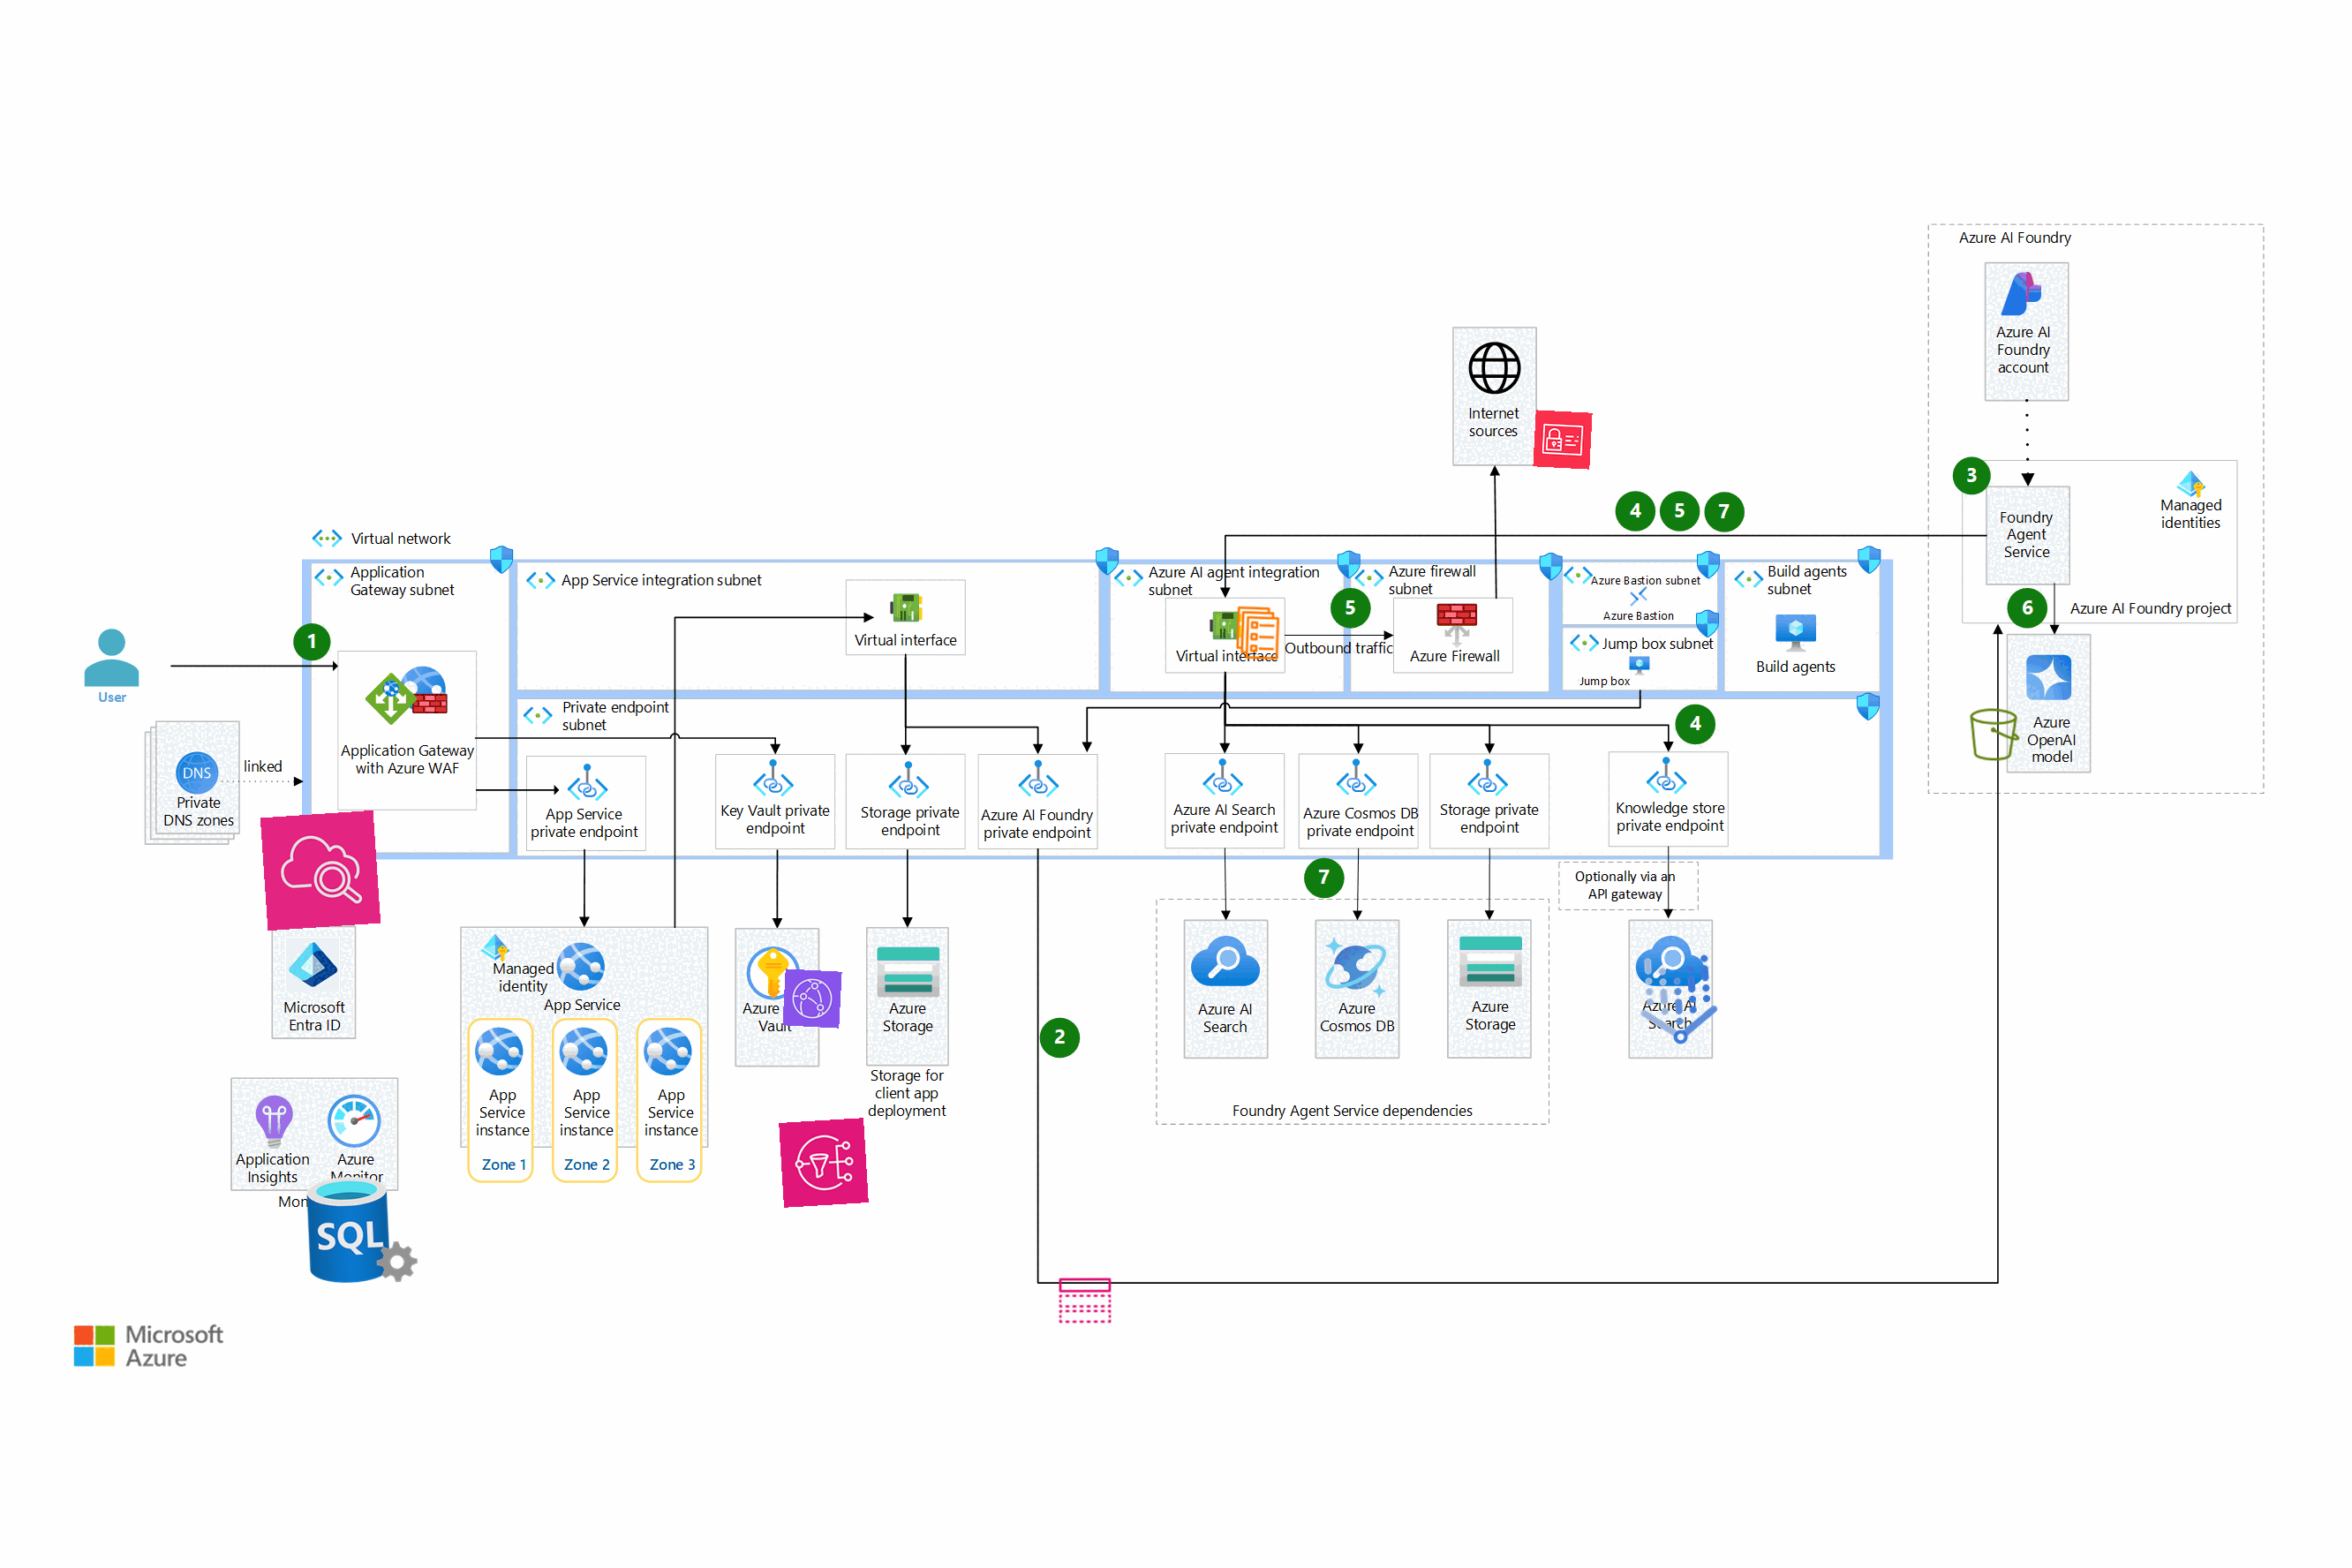 Azure AI Foundry
Azure AI
Foundry
account
Internet
sources
3
Managed
identities
Foundry
Agent
Service
4
5
7
Azure AI Foundry project
6
Azure
OpenAI
model
Virtual network
Application
Gateway subnet
App Service integration subnet
Virtual interface
Azure AI agent integration
subnet
Virtual interface
5
Outbound traffic
Azure firewall
subnet
Azure Firewall
Azure Bastion subnet
Azure Bastion
Jump box subnet
Jump box
Build agents
subnet
Build agents
1
User
Application Gateway
with Azure WAF
linked
DNS
Private
DNS zones
Private endpoint
subnet
App Service
private endpoint
Key Vault private
endpoint
Storage private
endpoint
Azure AI Foundry
private endpoint
Azure AI Search
private endpoint
Azure Cosmos DB
private endpoint
Storage private
endpoint
4
Knowledge store
private endpoint
Optionally via an
API gateway
7
Microsoft
Entra ID
Managed
identity
App Service
App
Service
instance
Zone 1
App
Service
instance
Zone 2
App
Service
instance
Zone 3
Azure
Vault
Azure
Storage
Storage for
client app
deployment
2
Azure AI
Search
Azure
Cosmos DB
Azure
Storage
Foundry Agent Service dependencies
Azure AI
Search
Application
Insights
Azure
Monitor
SQL
Microsoft
Azure